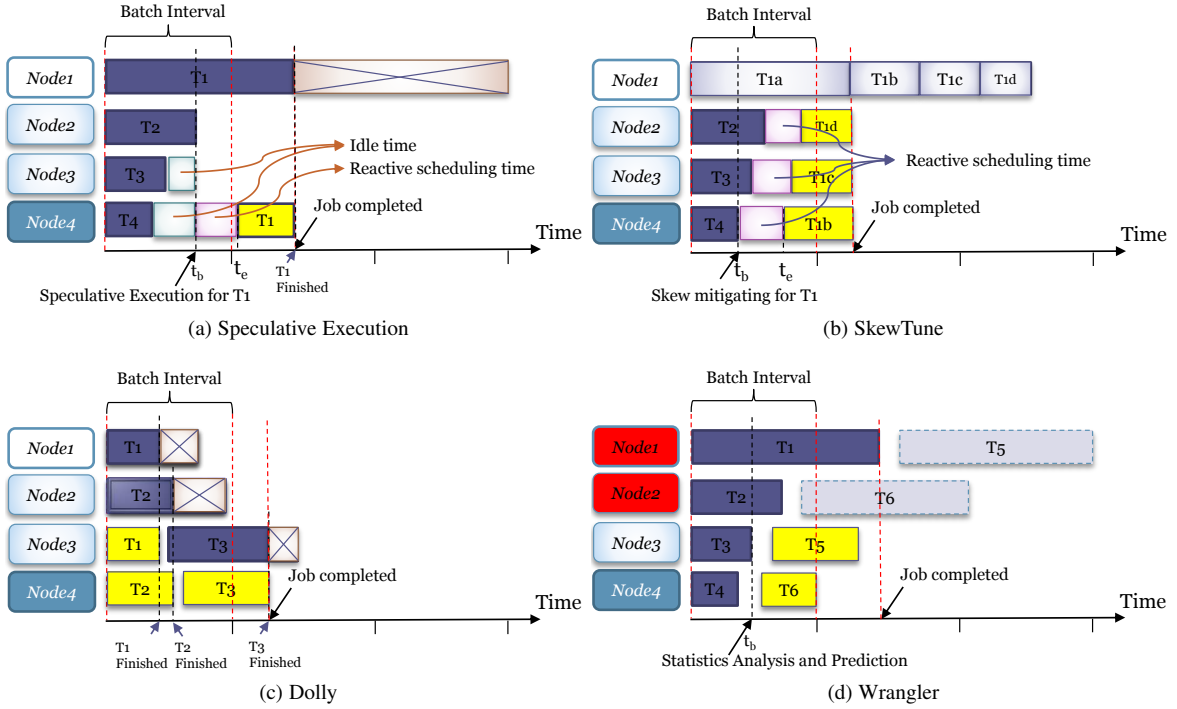 Batch Interval
Node1
T1
Node2
T2
Idle time
Node3
T3
Reactive scheduling time
Node4
T4
T1
Job completed
Time
tb
te
T1
Finished
Speculative Execution for T1
(a) Speculative Execution
Batch Interval
Node1
T1a
T1b
T1c
T1d
Node2
T2
T1d
Node3
T3
T1c
Reactive scheduling time
Node4
T4
T1b
Job completed
Time
tb
te
Skew mitigating for T1
(b) SkewTune
Batch Interval
Node1
T1
Node2
T2
Node3
T1
T3
Node4
T2
T3
Job completed
Time
T1
Finished
T2
Finished
T3
Finished
(c) Dolly
Batch Interval
Node1
T1
T5
Node2
T2
T6
Node3
T3
T5
Node4
T4
T6
Job completed
Time
tb
Statistics Analysis and Prediction
(d) Wrangler